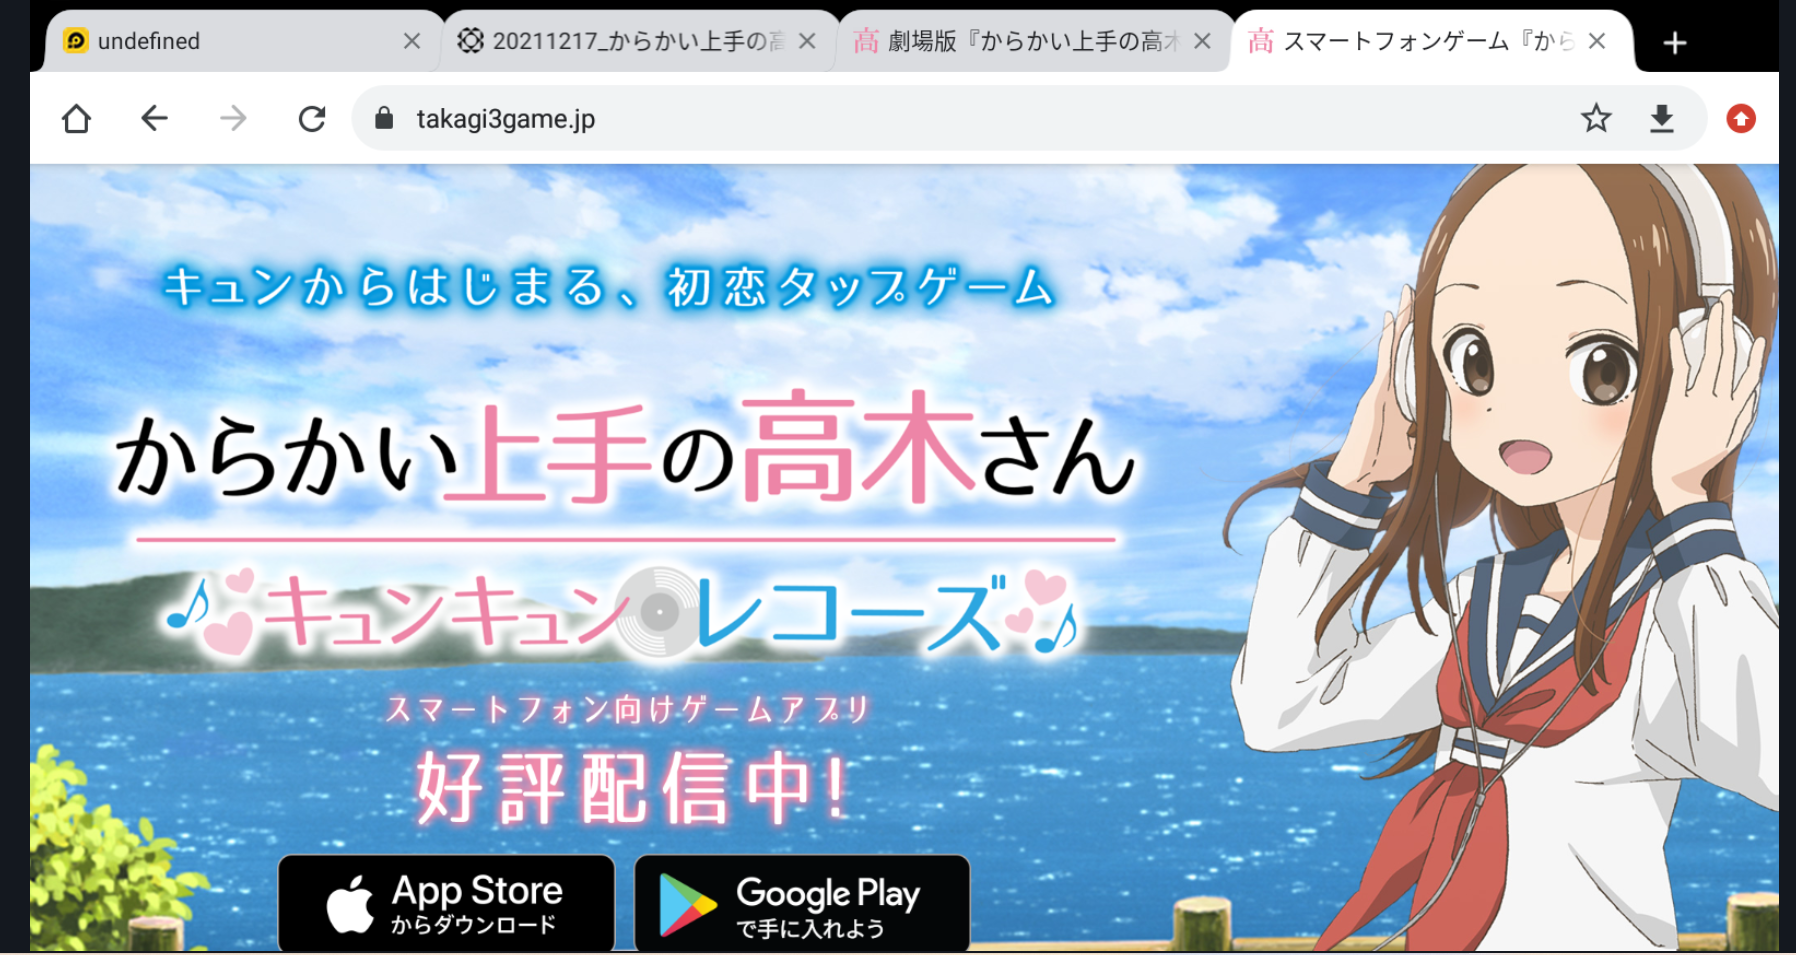 undefined
20211217_からかい上手の高
劇場版『からかい上手の高木
スマートフォンゲーム『から
takagi3game.jp
キュンからはじまる、初恋タップゲーム
からかい上手の高木さん
キュンキュンレコーズ
スマートフォン向けゲームアプリ
好評配信中!
App Store
からダウンロード
Google Play
で手に入れよう